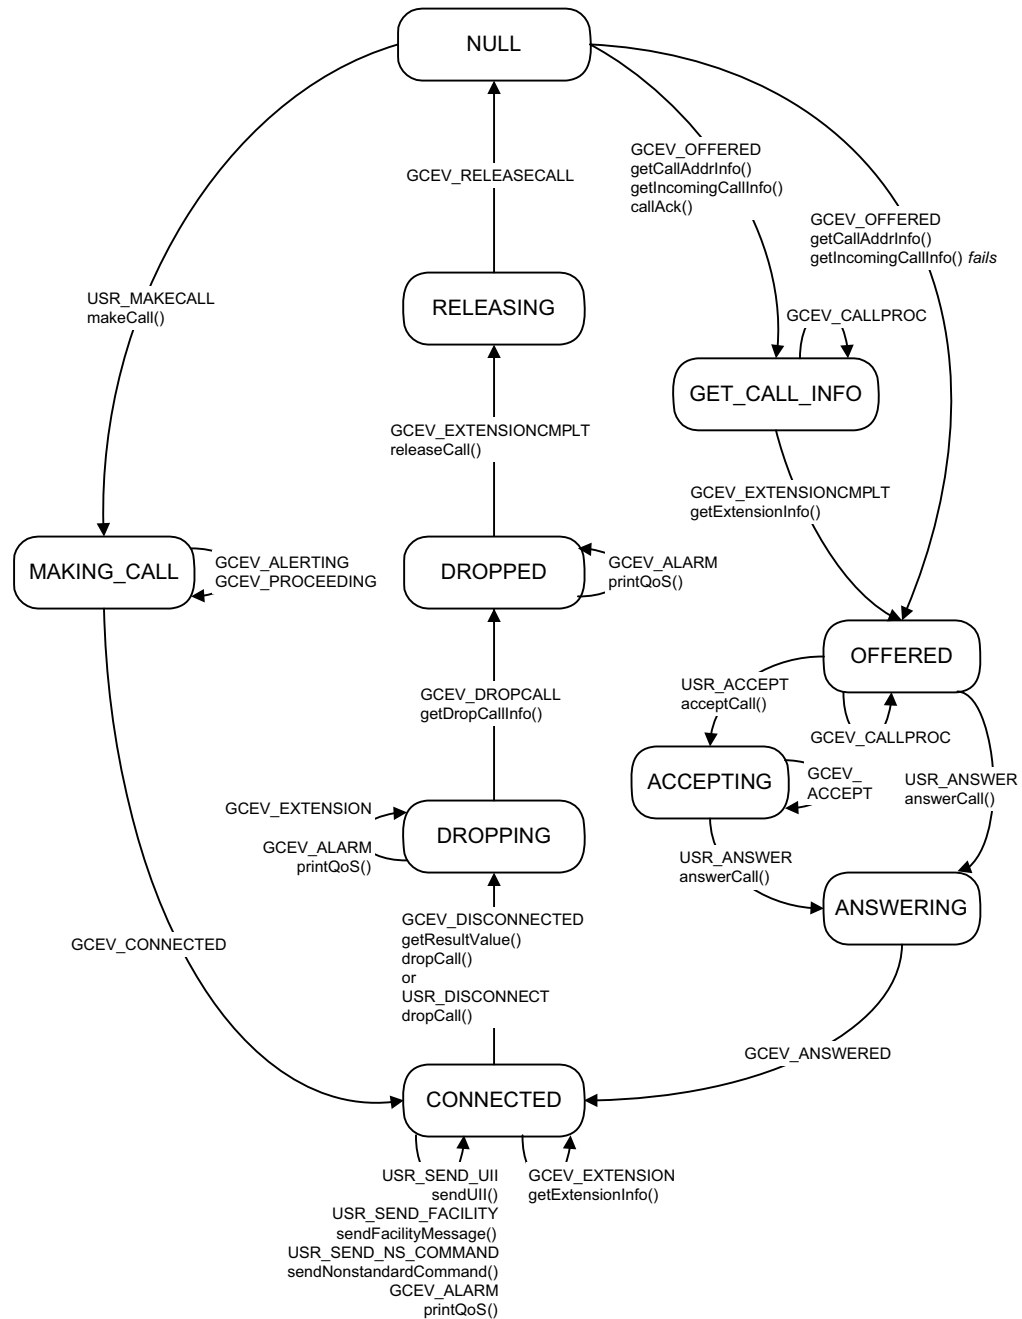 NULL
GCEV_OFFERED
getCallAddrInfo()
getIncomingCallInfo()
callAck()
GCEV_RELEASECALL
GCEV_OFFERED
getCallAddrInfo()
getIncomingCallInfo() fails
USR_MAKECALL
makeCall()
RELEASING
GCEV_CALLPROC
GET_CALL_INFO
GCEV_EXTENSIONCMPLT
releaseCall()
GCEV_EXTENSIONCMPLT
getExtensionInfo()
MAKING_CALL
GCEV_ALERTING
GCEV_PROCEEDING
DROPPED
GCEV_ALARM
printQoS()
OFFERED
GCEV_DROPCALL
getDropCallInfo()
USR_ACCEPT
acceptCall()
GCEV_CALLPROC
ACCEPTING
GCEV_
ACCEPT
USR_ANSWER
answerCall()
GCEV_EXTENSION
DROPPING
GCEV_ALARM
printQoS()
USR_ANSWER
answerCall()
ANSWERING
GCEV_DISCONNECTED
getResultValue()
dropCall()
or
USR_DISCONNECT
dropCall()
GCEV_CONNECTED
GCEV_ANSWERED
CONNECTED
USR_SEND_UII
sendUII()
USR_SEND_FACILITY
sendFacilityMessage()
USR_SEND_NS_COMMAND
sendNonstandardCommand()
GCEV_ALARM
printQoS()
GCEV_EXTENSION
getExtensionInfo()